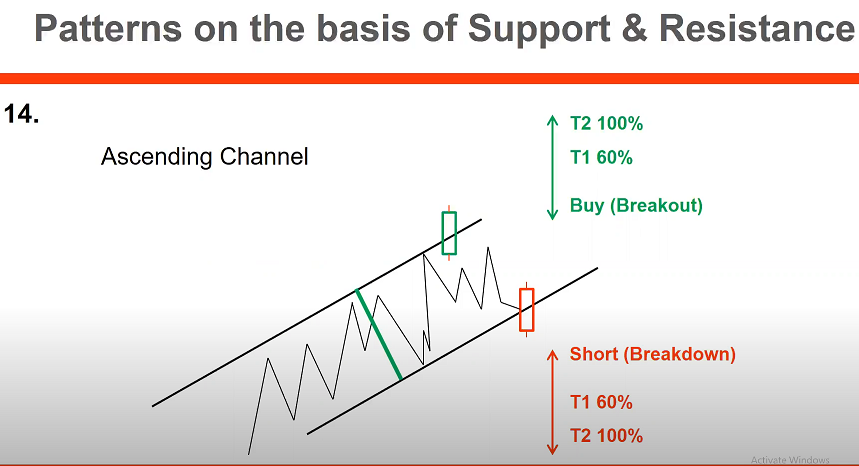 Patterns on the basis of Support & Resistance
14.
Ascending Channel
T2 100%
T1 60%
Buy (Breakout)
Short (Breakdown)
T1 60%
T2 100%
Activate Windows